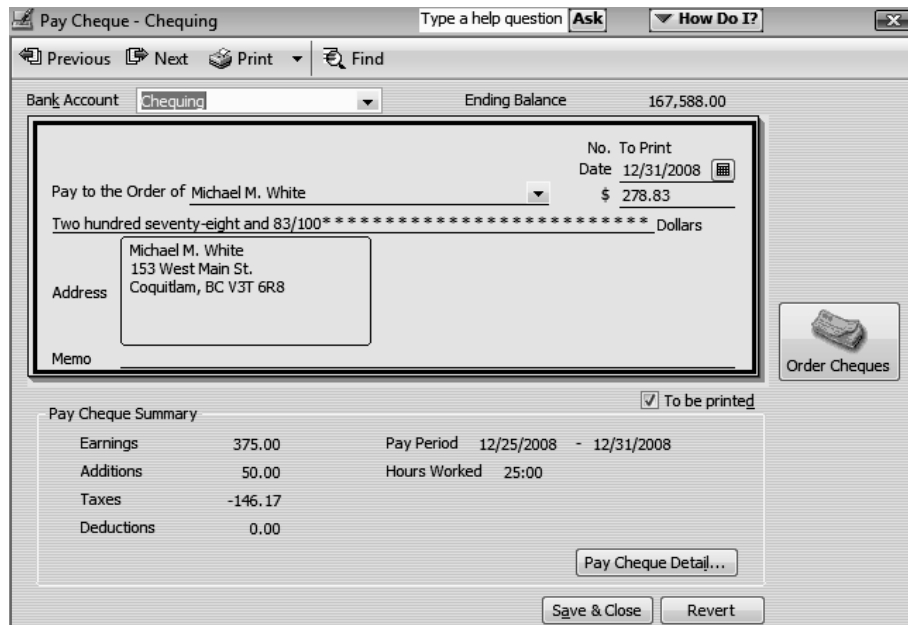 Pay Cheque - Chequing Type a help question Ask How Do I?
Previous Next Print Find
Bank Account Chequing Ending Balance 167,588.00
No. To Print
Date 12/31/2008
Pay to the Order of Michael M. White $ 278.83
Two hundred seventy-eight and 83/100* * * * * * * * * * * * * * * * * * * * * * * * * * Dollars
Michael M. White
153 West Main St.
Coquitlam, BC V3T 6R8
Address
Memo
Order Cheques
To be printed
Pay Cheque Summary
Earnings 375.00 Pay Period 12/25/2008 - 12/31/2008
Additions 50.00 Hours Worked 25:00
Taxes -146.17
Deductions 0.00
Pay Cheque Detail...
Save & Close Revert